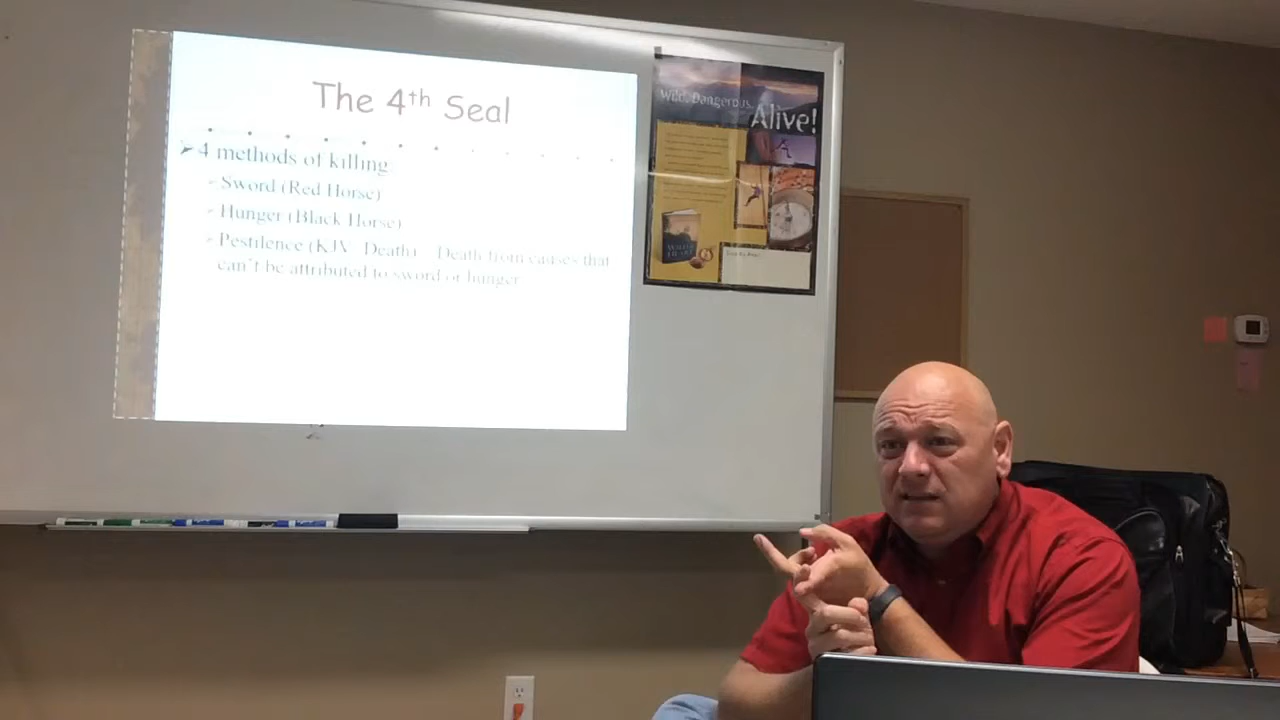 The 4th Seal
4 methods of killing
Sword (Red Horse)
Hunger (Black Horse)
Pestilence (KJV Death) Death from causes that
can't be attributed to sword or hunger
Wild. Dangerous.
Alive!